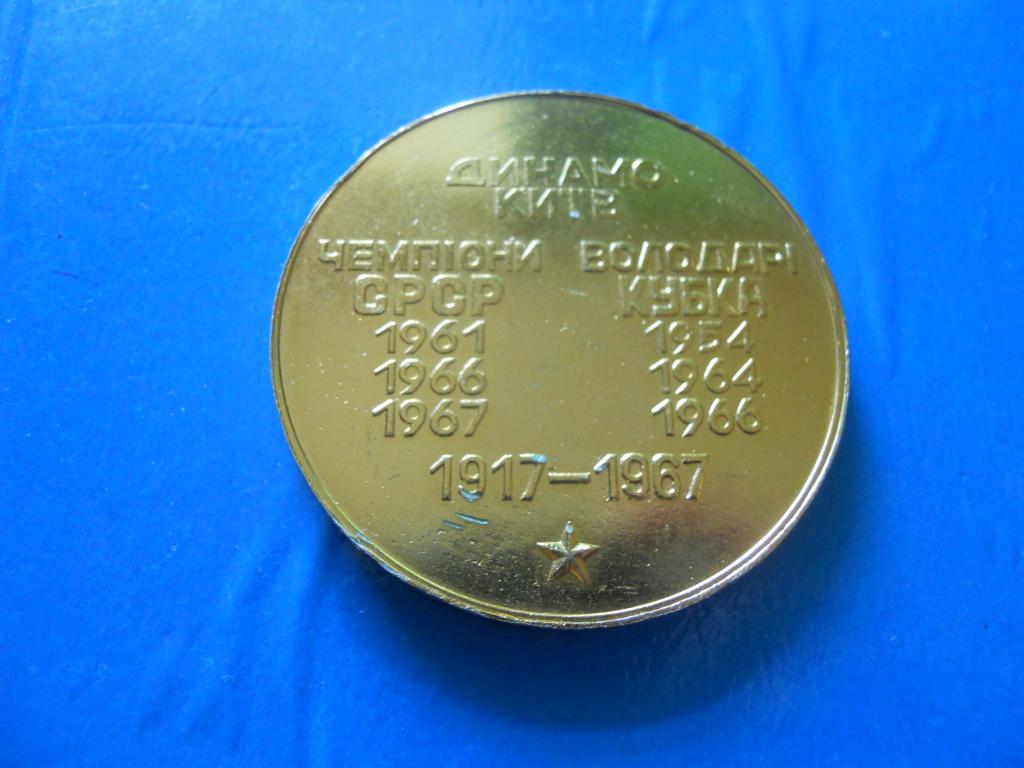 ДИНАМО
КИЇВ
ЧЕМПІОНИ
СРСР
1961
1966
1967
ВОЛОДАРІ
КУБКА
1954
1964
1966
1917—1967